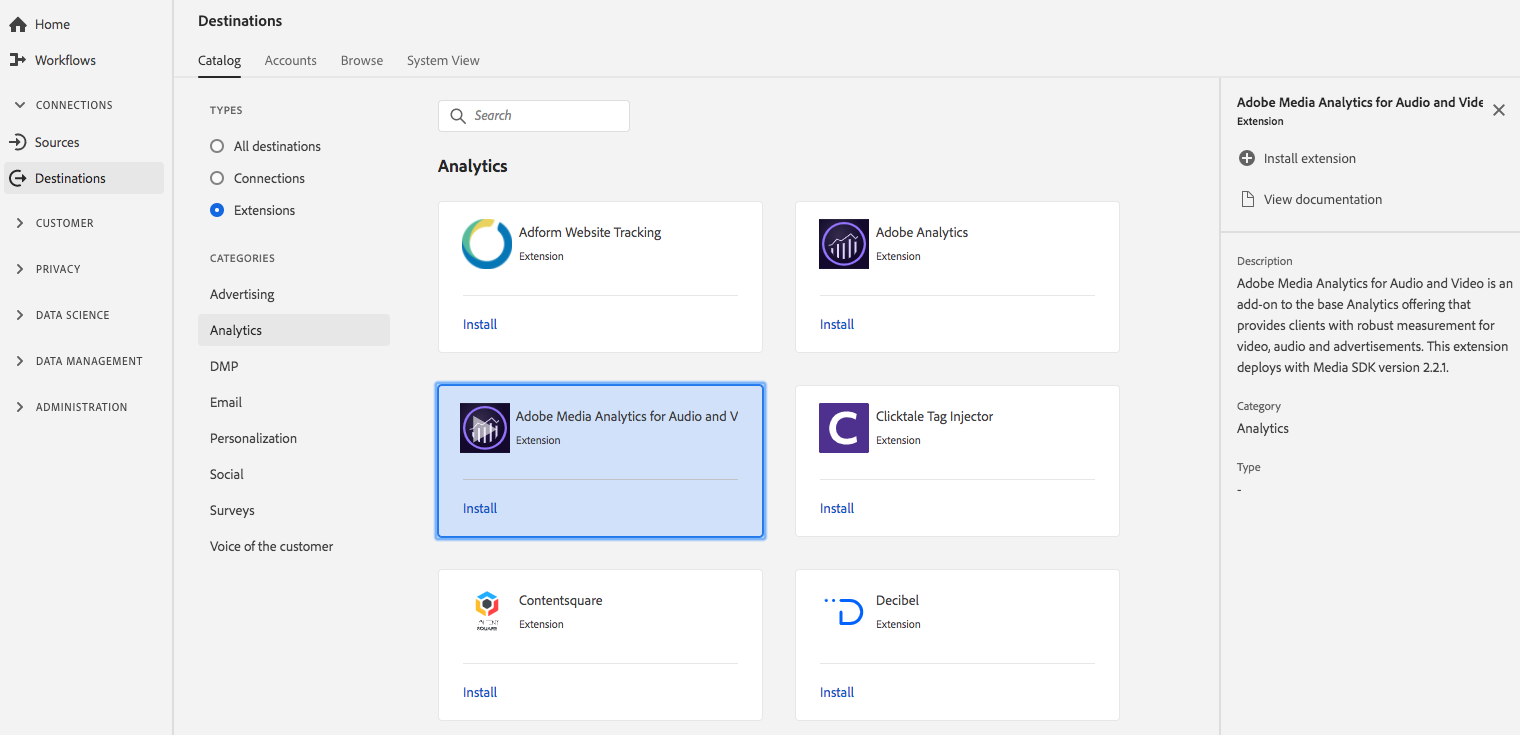 Home
Workflows
CONNECTIONS
Sources
Destinations
CUSTOMER
PRIVACY
DATA SCIENCE
DATA MANAGEMENT
ADMINISTRATION
Destinations
Catalog
Accounts
Browse
System View
TYPES
All destinations
Connections
Extensions
CATEGORIES
Advertising
Analytics
DMP
Email
Personalization
Social
Surveys
Voice of the customer
Search
Analytics
Adform Website Tracking
Extension
Install
Adobe Analytics
Extension
Install
Adobe Media Analytics for Audio and V
Extension
Install
C
Clicktale Tag Injector
Extension
Install
Contentsquare
SQUARE
Extension
Install
Decibel
Extension
Install
Adobe Media Analytics for Audio and Vide
Extension
Install extension
View documentation
Description
Adobe Media Analytics for Audio and Video is an
add-on to the base Analytics offering that
provides clients with robust measurement for
video, audio and advertisements. This extension
deploys with Media SDK version 2.2.1.
Category
Analytics
Type
-